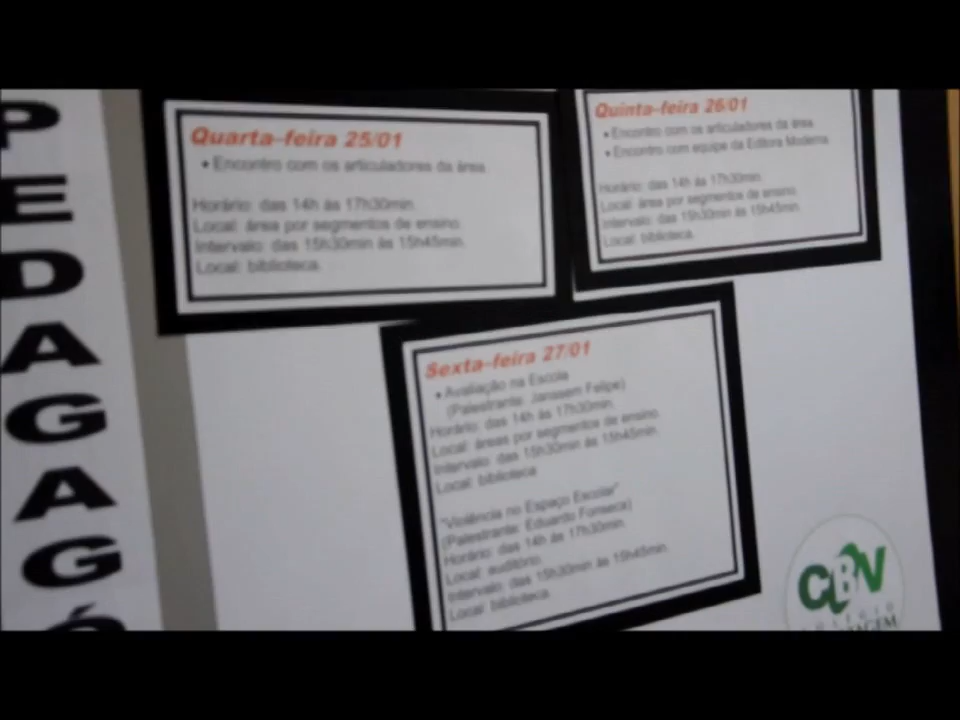 PEDAGÓ
Quarta-feira 25/01
• Encontro com os articuladores da área
Horário: das 14h às 17h30min.
Local: área por segmentos de ensino.
Intervalo: das 15h30min às 15h45min.
Local: biblioteca.
Quinta-feira 26/01
• Encontro com os articuladores da área
• Encontro com equipe da Editora Moderna
Horário: das 14h às 17h30min.
Local: área por segmentos de ensino.
Intervalo: das 15h30min às 15h45min.
Local: biblioteca.
Sexta-feira 27/01
• Avaliação na Escola
(Palestrante: Janssem Felipe)
Horário: das 14h às 17h30min.
Local: áreas por segmentos de ensino.
Intervalo: das 15h30min às 15h45min.
Local: biblioteca
"Violência no Espaço Escolar"
(Palestrante: Eduardo Fonseca)
Horário: das 14h às 17h30min.
Local: auditório.
Intervalo: das 15h30min às 15h45min.
Local: biblioteca.
CBV